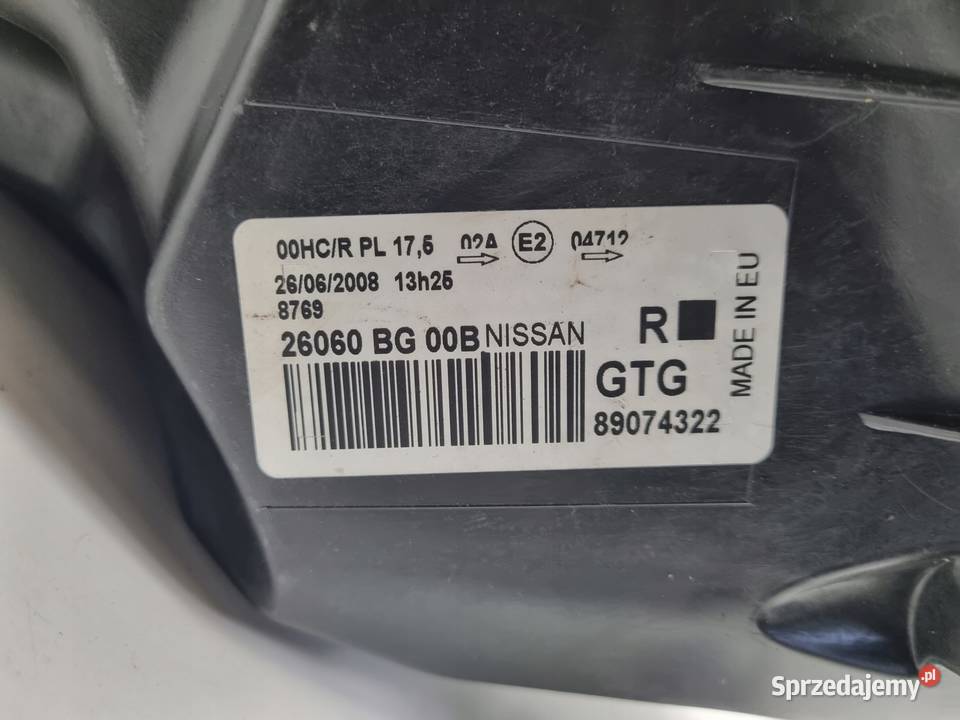 00HC/R PL 17,5 02A E2 04712
26/06/2008 13h25
8769
26060 BG 00B NISSAN
R
GTG
89074322
MADE IN EU
Sprzedajemy.pl